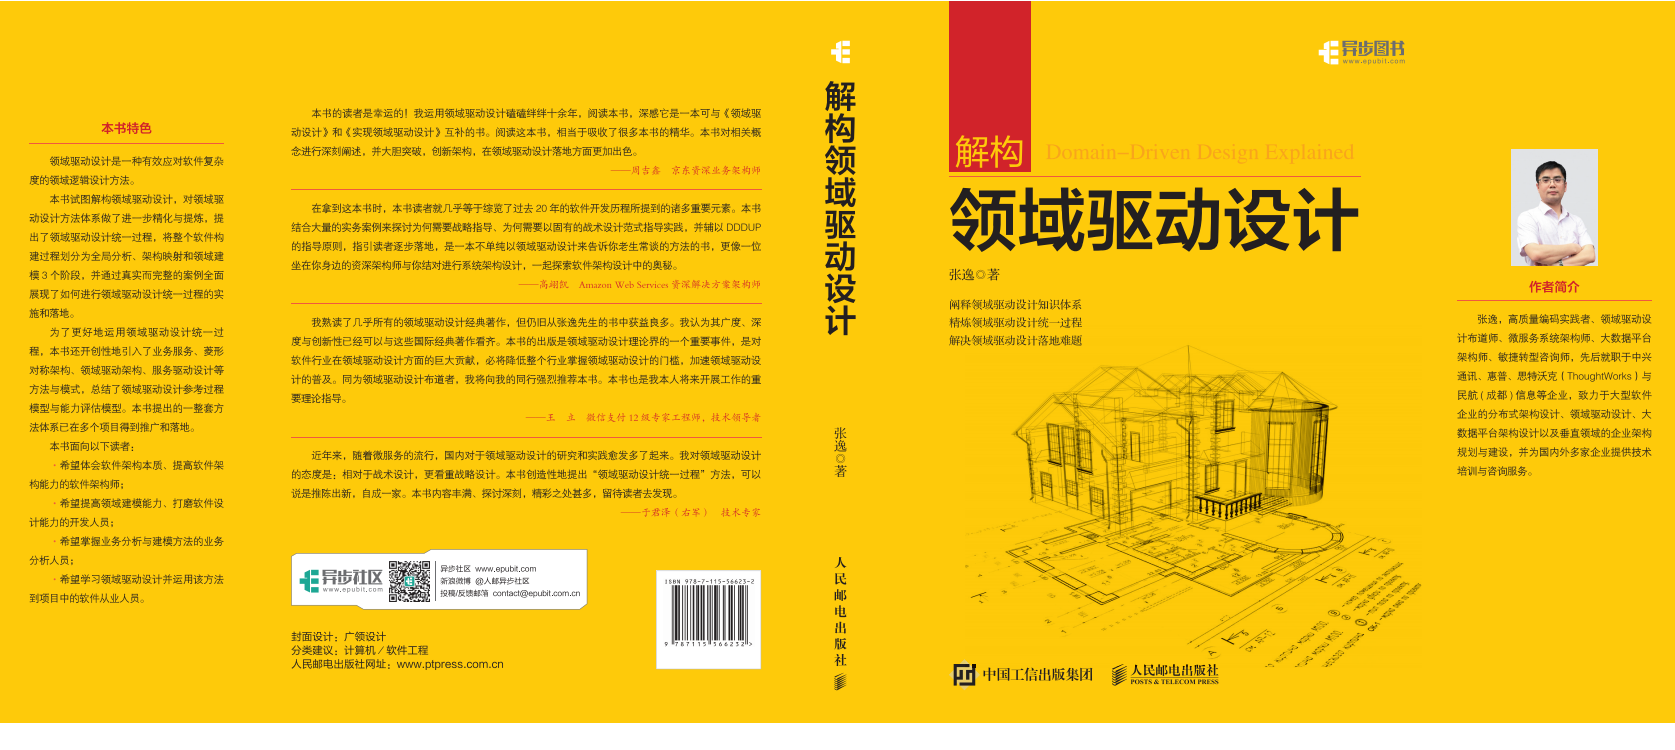 本书特色
领域驱动设计是一种有效应对软件复杂
度的领域逻辑设计方法。
本书试图解构领域驱动设计，对领域驱
动设计方法体系做了进一步精化与提炼，提
出了领域驱动设计统一过程，将整个软件构
建过程划分为全局分析、架构映射和领域建
模 3 个阶段，并通过真实而完整的案例全面
展现了如何进行领域驱动设计统一过程的实
施和落地。
为了更好地运用领域驱动设计统一过
程，本书还开创性地引入了业务服务、菱形
对称架构、领域驱动架构、服务驱动设计等
方法与模式，总结了领域驱动设计参考过程
模型与能力评估模型。本书提出的一整套方
法体系已在多个项目得到推广和落地。
本书面向以下读者：
·希望体会软件架构本质、提高软件架
构能力的软件架构师；
·希望提高领域建模能力、打磨软件设
计能力的开发人员；
·希望掌握业务分析与建模方法的业务
分析人员；
·希望学习领域驱动设计并运用该方法
到项目中的软件从业人员。
本书的读者是幸运的！我运用领域驱动设计磕磕绊绊十余年，阅读本书，深感它是一本可与《领域驱
动设计》和《实现领域驱动设计》互补的书。阅读这本书，相当于吸收了很多本书的精华。本书对相关概
念进行深刻阐述，并大胆突破，创新架构，在领域驱动设计落地方面更加出色。
——周吉鑫 京东资深业务架构师
在拿到这本书时，本书读者就几乎等于综览了过去 20 年的软件开发历程所提到的诸多重要元素。本书
结合大量的实务案例来探讨为何需要战略指导、为何需要以固有的战术设计范式指导实践，并辅以 DDDUP
的指导原则，指引读者逐步落地，是一本不单纯以领域驱动设计来告诉你老生常谈的方法的书，更像一位
坐在你身边的资深架构师与你结对进行系统架构设计，一起探索软件架构设计中的奥秘。
——高翊凯 Amazon Web Services 资深解决方案架构师
我熟读了几乎所有的领域驱动设计经典著作，但仍旧从张逸先生的书中获益良多。我认为其广度、深
度与创新性已经可以与这些国际经典著作看齐。本书的出版是领域驱动设计理论界的一个重要事件，是对
软件行业在领域驱动设计方面的巨大贡献，必将降低整个行业掌握领域驱动设计的门槛，加速领域驱动设
计的普及。同为领域驱动设计布道者，我将向我的同行强烈推荐本书。本书也是我本人将来开展工作的重
要理论指导。
——王 立 微信支付 12 级专家工程师，技术领导者
近年来，随着微服务的流行，国内对于领域驱动设计的研究和实践愈发多了起来。我对领域驱动设计
的态度是：相对于战术设计，更看重战略设计。本书创造性地提出“领域驱动设计统一过程”方法，可以
说是推陈出新，自成一家。本书内容丰满、探讨深刻，精彩之处甚多，留待读者去发现。
——于君泽（右军） 技术专家
异步社区
www.epubit.com
异步社区 www.epubit.com
新浪微博 @人邮异步社区
投稿/反馈邮箱 contact@epubit.com.cn
ISBN 978-7-115-56623-2
9 787115 566232 >
封面设计：广领设计
分类建议：计算机／软件工程
人民邮电出版社网址：www.ptpress.com.cn
解构领域驱动设计
张逸◎著
人民邮电出版社
异步图书
www.epubit.com
解构
Domain-Driven Design Explained
领域驱动设计
张逸◎著
阐释领域驱动设计知识体系
精炼领域驱动设计统一过程
解决领域驱动设计落地难题
中国工信出版集团
人民邮电出版社
POSTS & TELECOM PRESS
作者简介
张逸，高质量编码实践者、领域驱动设
计布道师、微服务系统架构师、大数据平台
架构师、敏捷转型咨询师，先后就职于中兴
通讯、惠普、思特沃克（ThoughtWorks）与
民航（成都）信息等企业，致力于大型软件
企业的分布式架构设计、领域驱动设计、大
数据平台架构设计以及垂直领域的企业架构
规划与建设，并为国内外多家企业提供技术
培训与咨询服务。